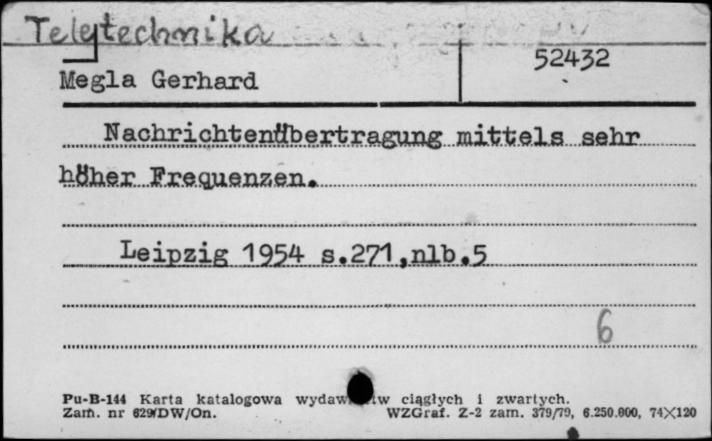 Teletechnika
52432
Megla Gerhard
Nachrichtenübertragung mittels sehr
höher Frequenzen.
Leipzig 1954 s.271,nlb.5
6
Pu-B-144 Karta katalogowa ciągłych i zwartych.
Zam. nr 629/DW/On. WZGraf. Z-2 zam. 379/79, 6.250.000, 74×120